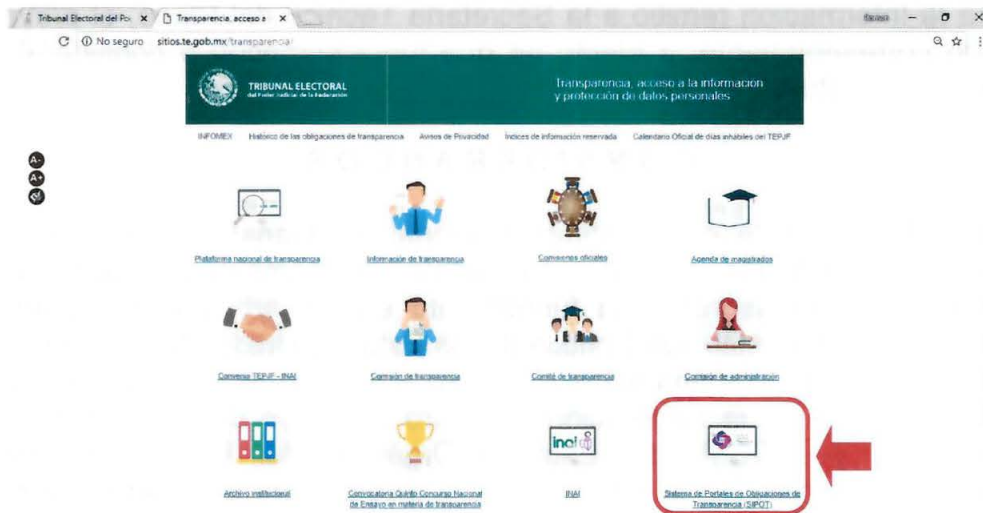 Tribunal Electoral del Po
Transparencia, acceso a
No seguro
sitios.te.gob.mx/transparencia/
TRIBUNAL ELECTORAL
del Poder Judicial de la Federación
Transparencia, acceso a la información
y protección de datos personales
INFOMEX
Histórico de las obligaciones de transparencia
Avisos de Privacidad
Índices de información reservada
Calendario Oficial de días inhábiles del TEPJF
A-
A+
Plataforma nacional de transparencia
Información de transparencia
Comisiones oficiales
Agenda de magistrados
Convenio TEPJF - INAI
Comisión de transparencia
Comité de transparencia
Comisión de administración
inai
Archivo institucional
Convocatoria Quinto Concurso Nacional
de Ensayo en materia de transparencia
INAI
Sistema de Portales de Obligaciones de
Transparencia (SIPOT)